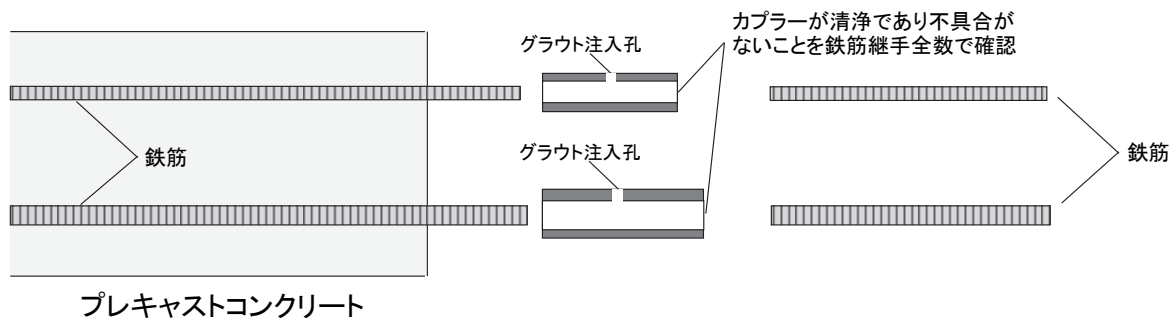 カプラーが清浄であり不具合が
ないことを鉄筋継手全数で確認
グラウト注入孔
鉄筋
グラウト注入孔
鉄筋
プレキャストコンクリート